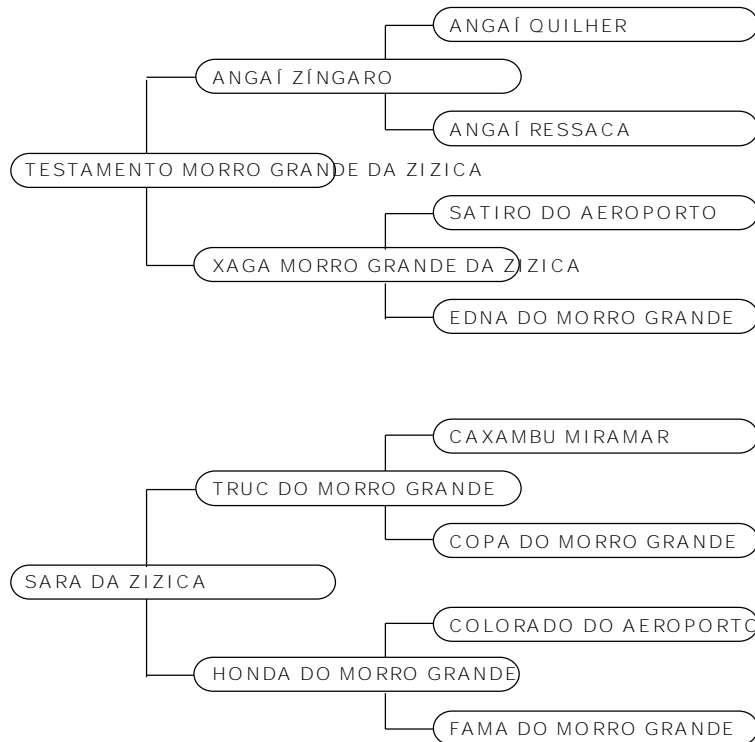 ANGAÍ QUILHER
ANGAÍ ZÍNGARO
ANGAÍ RESSACA
TESTAMENTO MORRO GRANDE DA ZIZICA
SATIRO DO AEROPORTO
XAGA MORRO GRANDE DA ZIZICA
EDNA DO MORRO GRANDE
CAXAMBU MIRAMAR
TRUC DO MORRO GRANDE
COPA DO MORRO GRANDE
SARA DA ZIZICA
COLORADO DO AEROPORTO
HONDA DO MORRO GRANDE
FAMA DO MORRO GRANDE